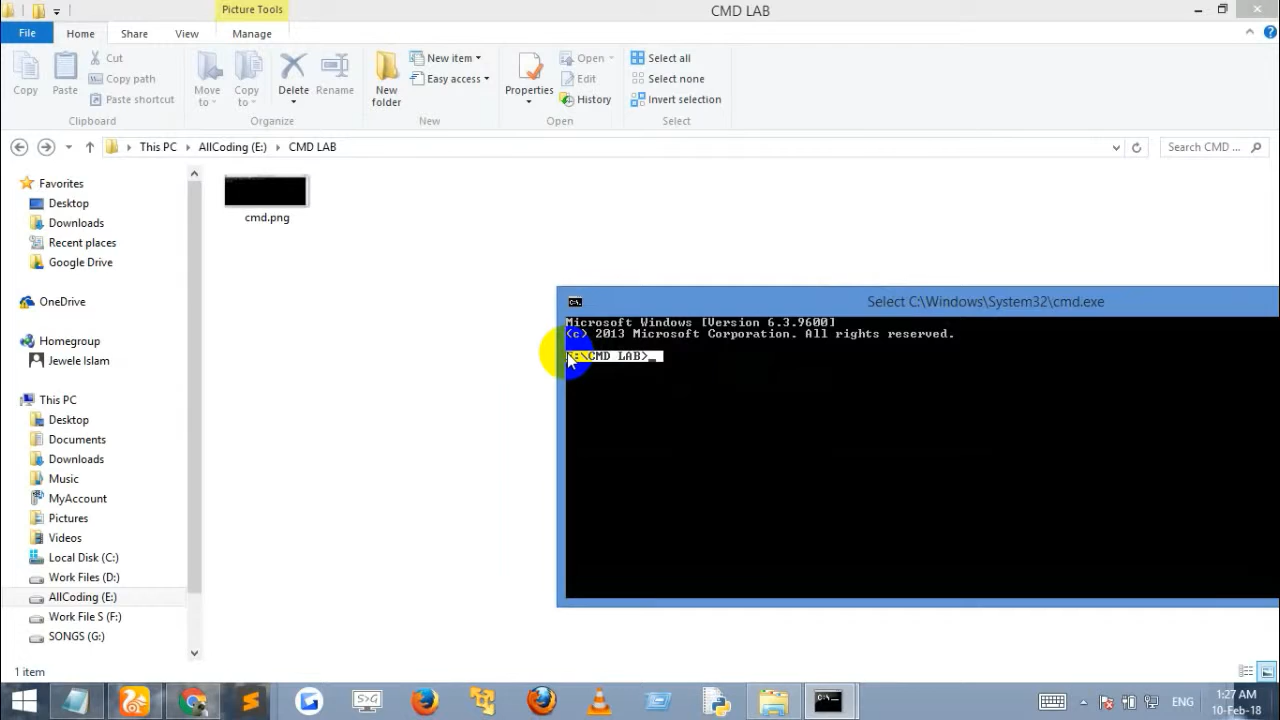 Picture Tools
CMD LAB
File
Home
Share
View
Manage
Copy
Paste
Cut
Copy path
Paste shortcut
Clipboard
Move to
Copy to
Delete
Rename
Organize
New folder
New item
Easy access
New
Properties
Open
Edit
History
Open
Select all
Select none
Invert selection
Select
This PC
AllCoding (E:)
CMD LAB
Search CMD ...
Favorites
Desktop
Downloads
Recent places
Google Drive
OneDrive
Homegroup
Jewele Islam
This PC
Desktop
Documents
Downloads
Music
MyAccount
Pictures
Videos
Local Disk (C:)
Work Files (D:)
AllCoding (E:)
Work File S (F:)
SONGS (G:)
cmd.png
C:\.
Select C:\Windows\System32\cmd.exe
Microsoft Windows [Version 6.3.9600]
(c) 2013 Microsoft Corporation. All rights reserved.
:\CMD LAB>_
1 item
S>G
C:\.
ENG
1:27 AM
10-Feb-18